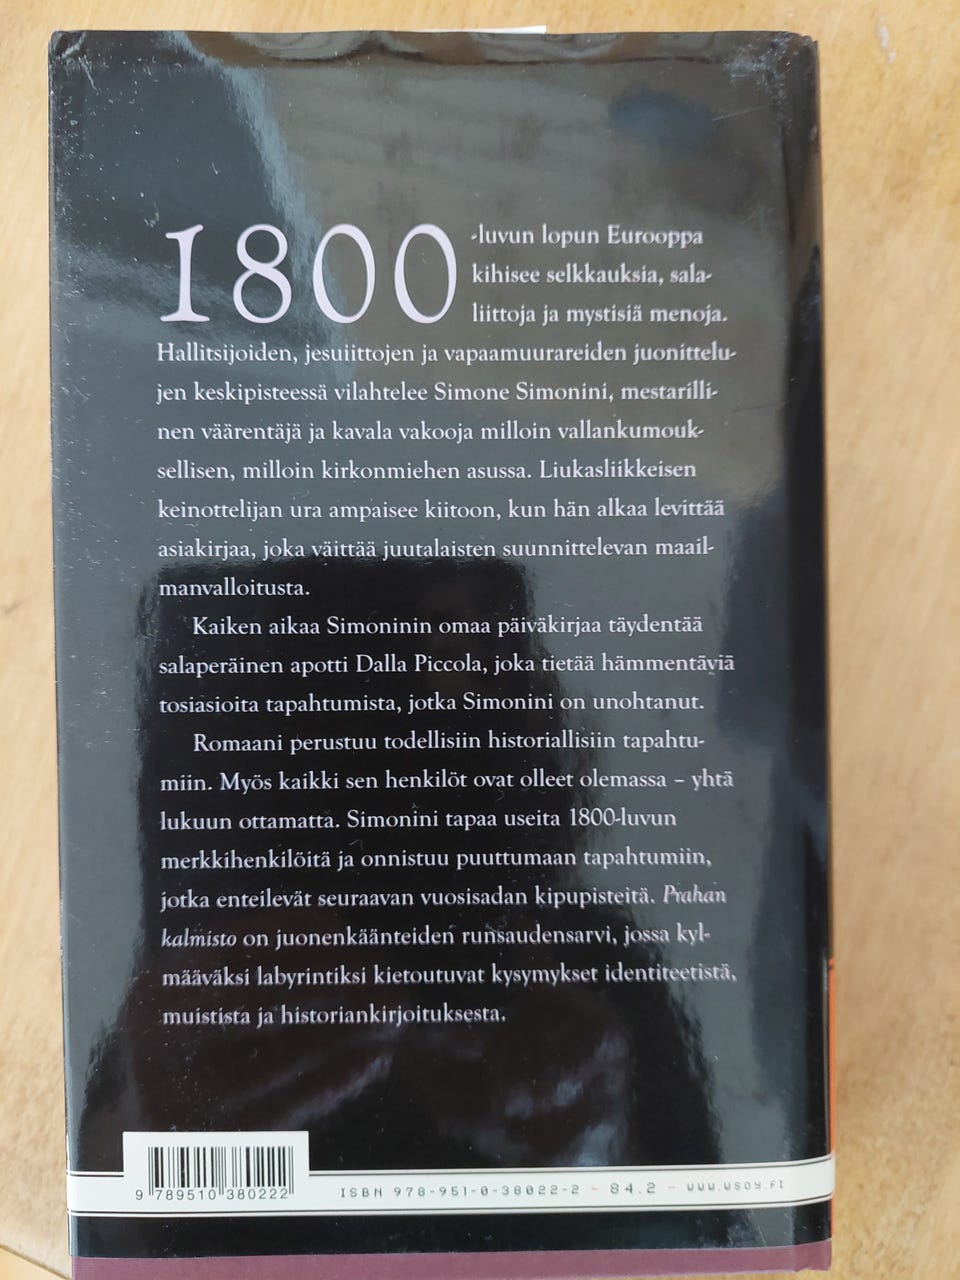 1800-luvun lopun Eurooppa
kihisee selkkauksia, sala-
liittoja ja mystisiä menoja.
Hallitsijoiden, jesuiittojen ja vapaamuurareiden juonittelu-
jen keskipisteessä vilahtelee Simone Simonini, mestarilli-
nen väärentäjä ja kavala vakooja milloin vallankumouk-
sellisen, milloin kirkonmiehen asussa. Liukasliikkeisen
keinottelijan ura ampaisee kiitoon, kun hän alkaa levittää
asiakirjaa, joka väittää juutalaisten suunnittelevan maail-
manvalloitusta.
Kaiken aikaa Simoninin omaa päiväkirjaa täydentää
salaperäinen apotti Dalla Piccola, joka tietää hämmentäviä
tosiasioita tapahtumista, jotka Simonini on unohtanut.
Romaani perustuu todellisiin historiallisiin tapahtu-
miin. Myös kaikki sen henkilöt ovat olleet olemassa – yhtä
lukuun ottamatta. Simonini tapaa useita 1800-luvun
merkkihenkilöitä ja onnistuu puuttumaan tapahtumiin,
jotka enteilevät seuraavan vuosisadan kipupisteitä. Prahan
kalmisto on juonenkäänteiden runsaudensarvi, jossa kyl-
määväksi labyrintiksi kietoutuvat kysymykset identiteetistä,
muistista ja historiankirjoituksesta.
9 789510 380222
ISBN 978-951-0-38022-2 – 84.2 – WWW.WSOY.FI